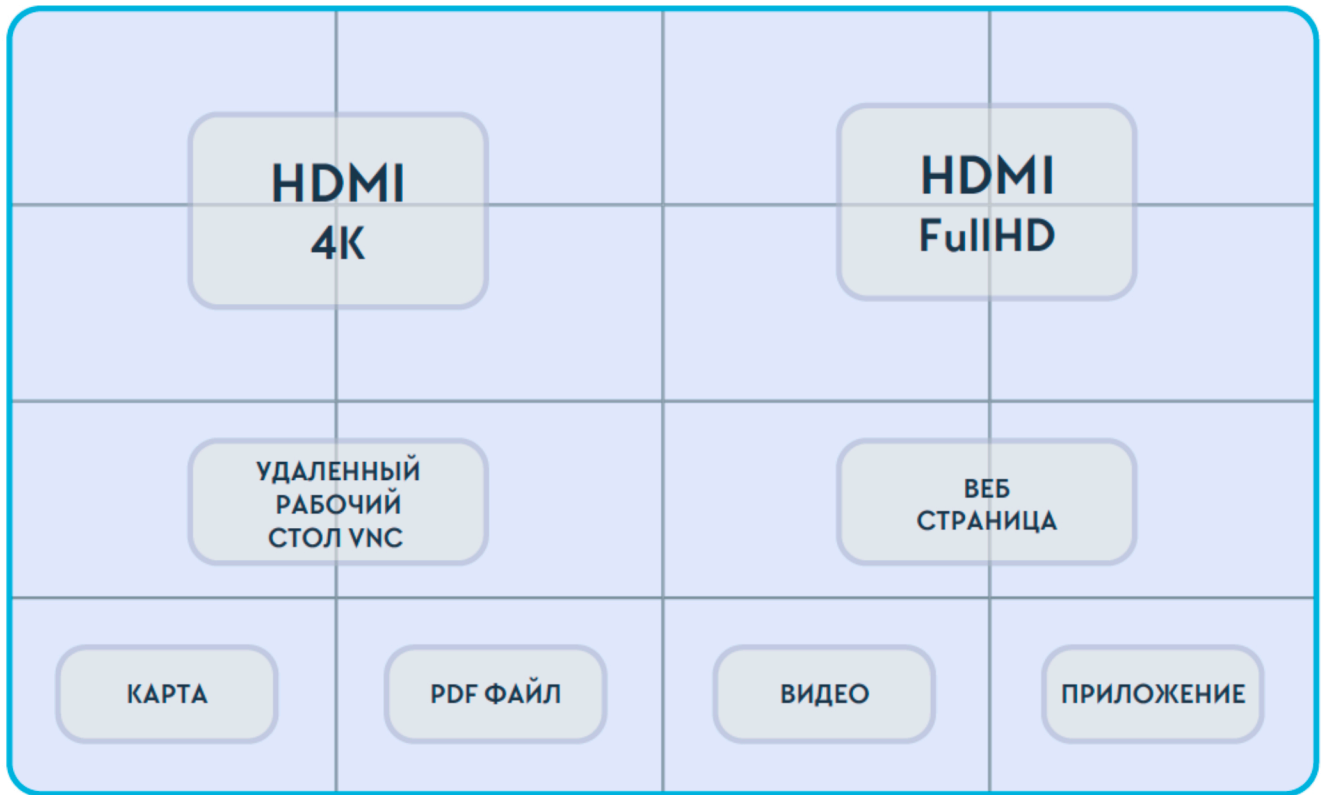 HDMI
4K
HDMI
FullHD
УДАЛЕННЫЙ
РАБОЧИЙ
СТОЛ VNC
ВЕБ
СТРАНИЦА
КАРТА
PDF ФАЙЛ
ВИДЕО
ПРИЛОЖЕНИЕ